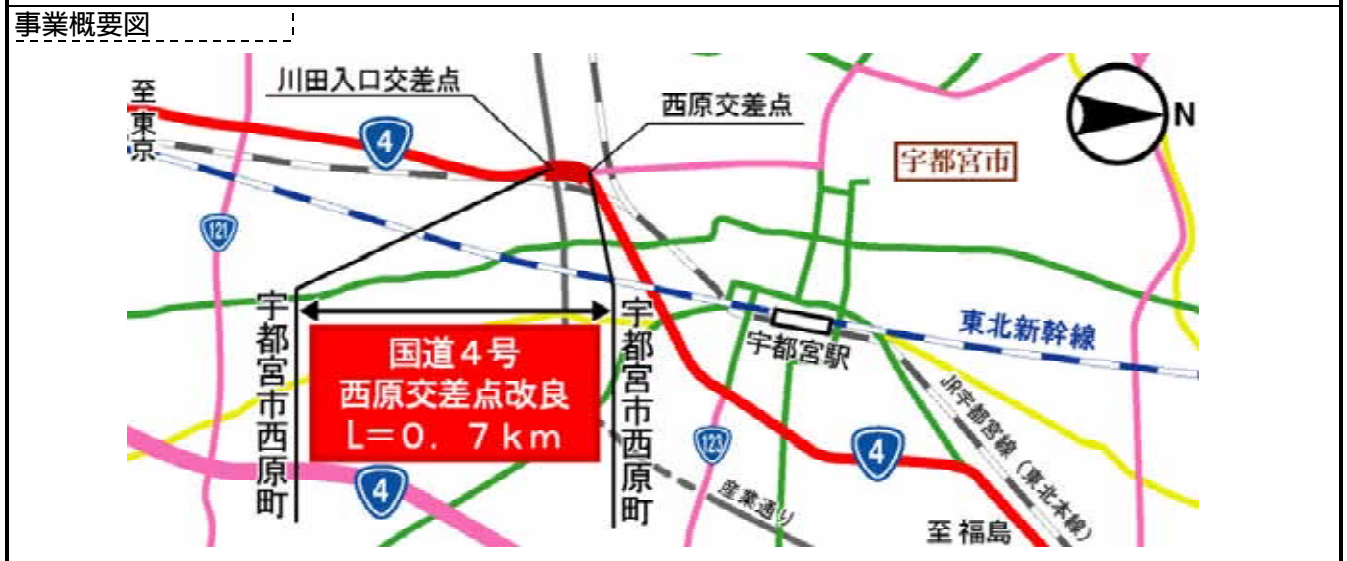 事業概要図
至東京
川田入口交差点
西原交差点
N
4
宇都宮市
121
宇都宮市西原町
国道4号
西原交差点改良
L=0.7km
宇都宮市西原町
宇都宮駅
東北新幹線
JR宇都宮線(東北本線)
123
4
4
産業通り
至福島